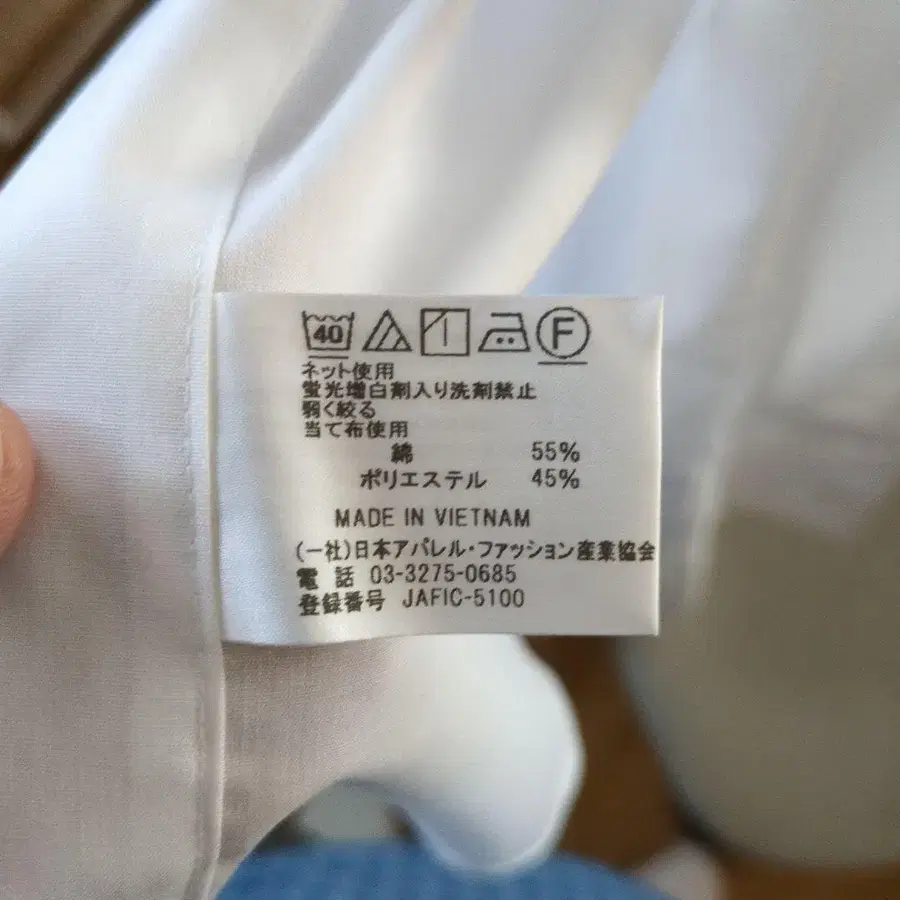 40 F
ネット使用
蛍光増白剤入り洗剤禁止
弱く絞る
当て布使用
綿 55%
ポリエステル 45%
MADE IN VIETNAM
(一社)日本アパレル・ファッション産業協会
電話 03-3275-0685
登録番号 JAFIC-5100